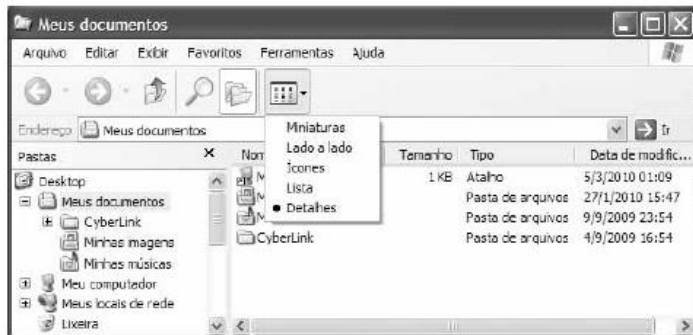 Meus documentos
Arquivo Editar Exibir Favoritos Ferramentas Ajuda
Endereço Meus documentos Ir
Miniaturas
Lado a lado
Ícones
Lista
Detalhes
Pastas
Desktop
Meus documentos
CyberLink
Minhas imagens
Minhas músicas
Meu computador
Meus locais de rede
Lixeira
Tamanho Tipo Data de modific...
1 KB Atalho 5/3/2010 01:09
Pasta de arquivos 27/1/2010 15:47
Pasta de arquivos 9/9/2009 23:54
CyberLink Pasta de arquivos 4/9/2009 16:54